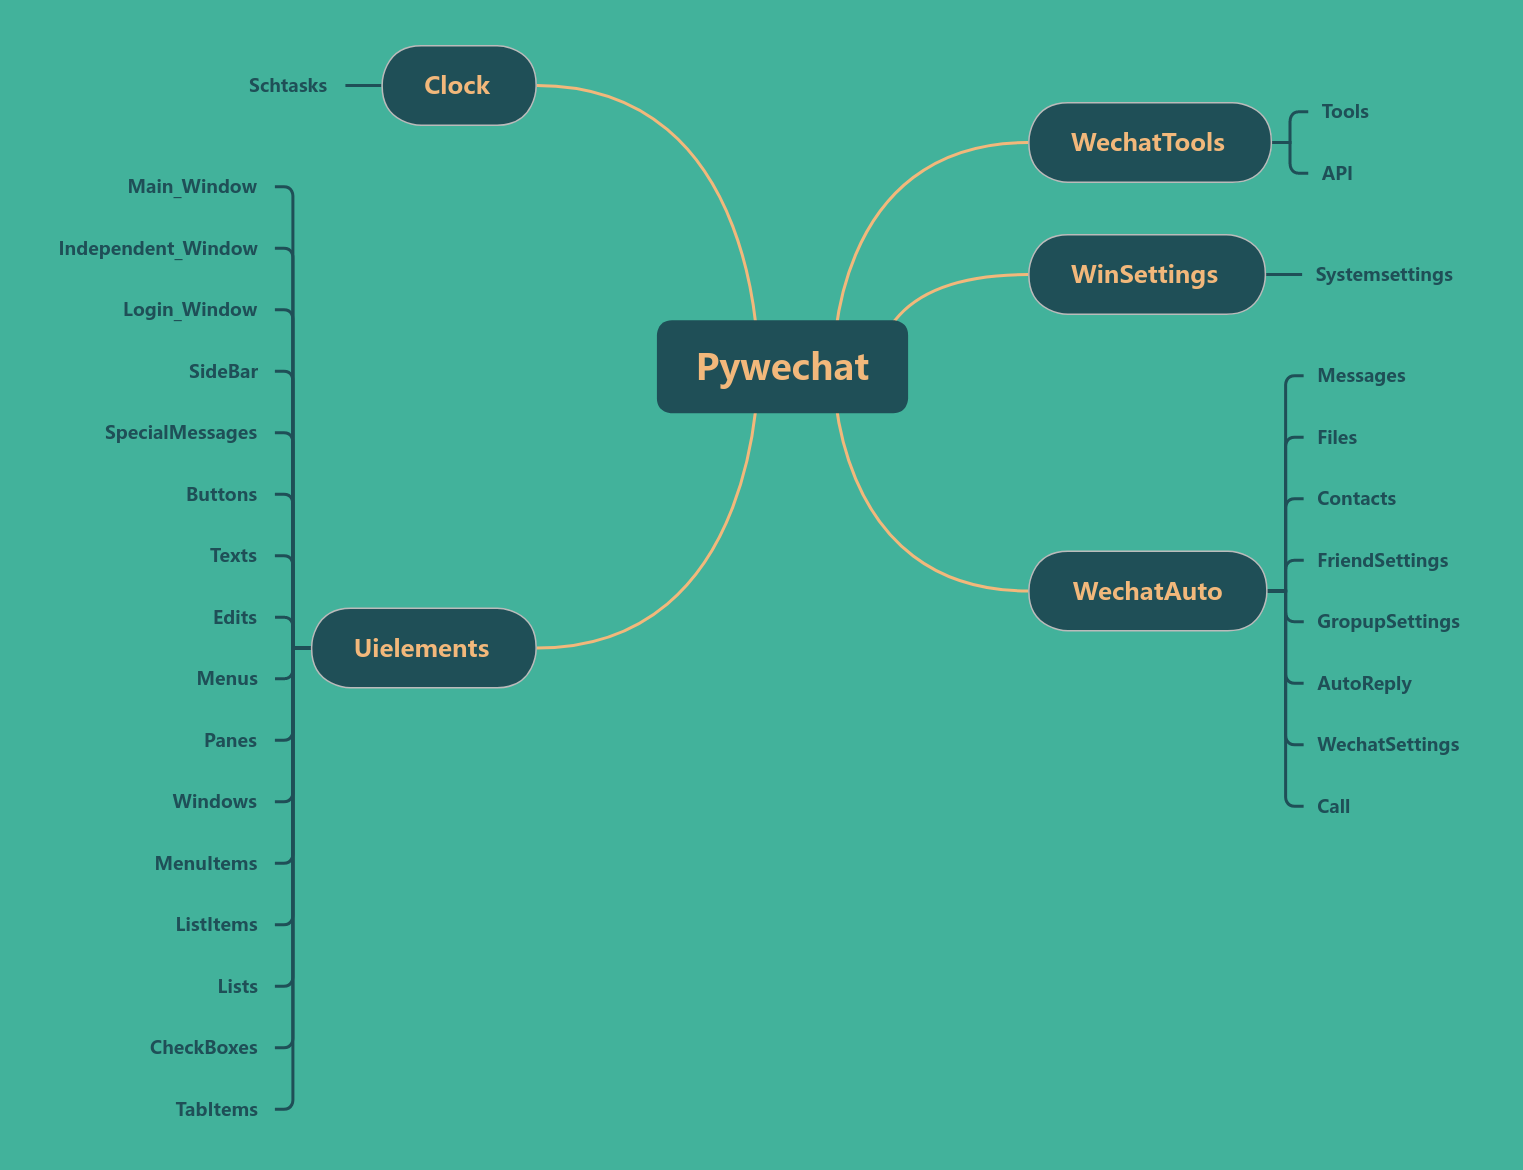 Pywechat
Clock
Schtasks
Uielements
Main_Window
Independent_Window
Login_Window
SideBar
SpecialMessages
Buttons
Texts
Edits
Menus
Panes
Windows
MenuItems
ListItems
Lists
CheckBoxes
TabItems
WechatTools
Tools
API
WinSettings
Systemsettings
WechatAuto
Messages
Files
Contacts
FriendSettings
GropupSettings
AutoReply
WechatSettings
Call